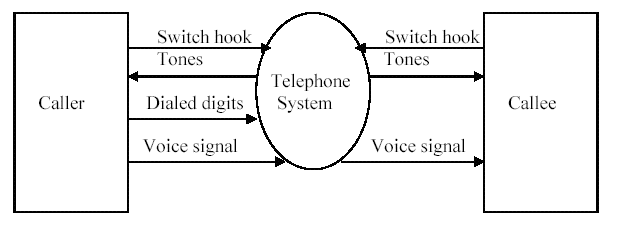 Switch hook
Switch hook
Tones
Tones
Telephone
System
Caller
Dialed digits
Callee
Voice signal
Voice signal